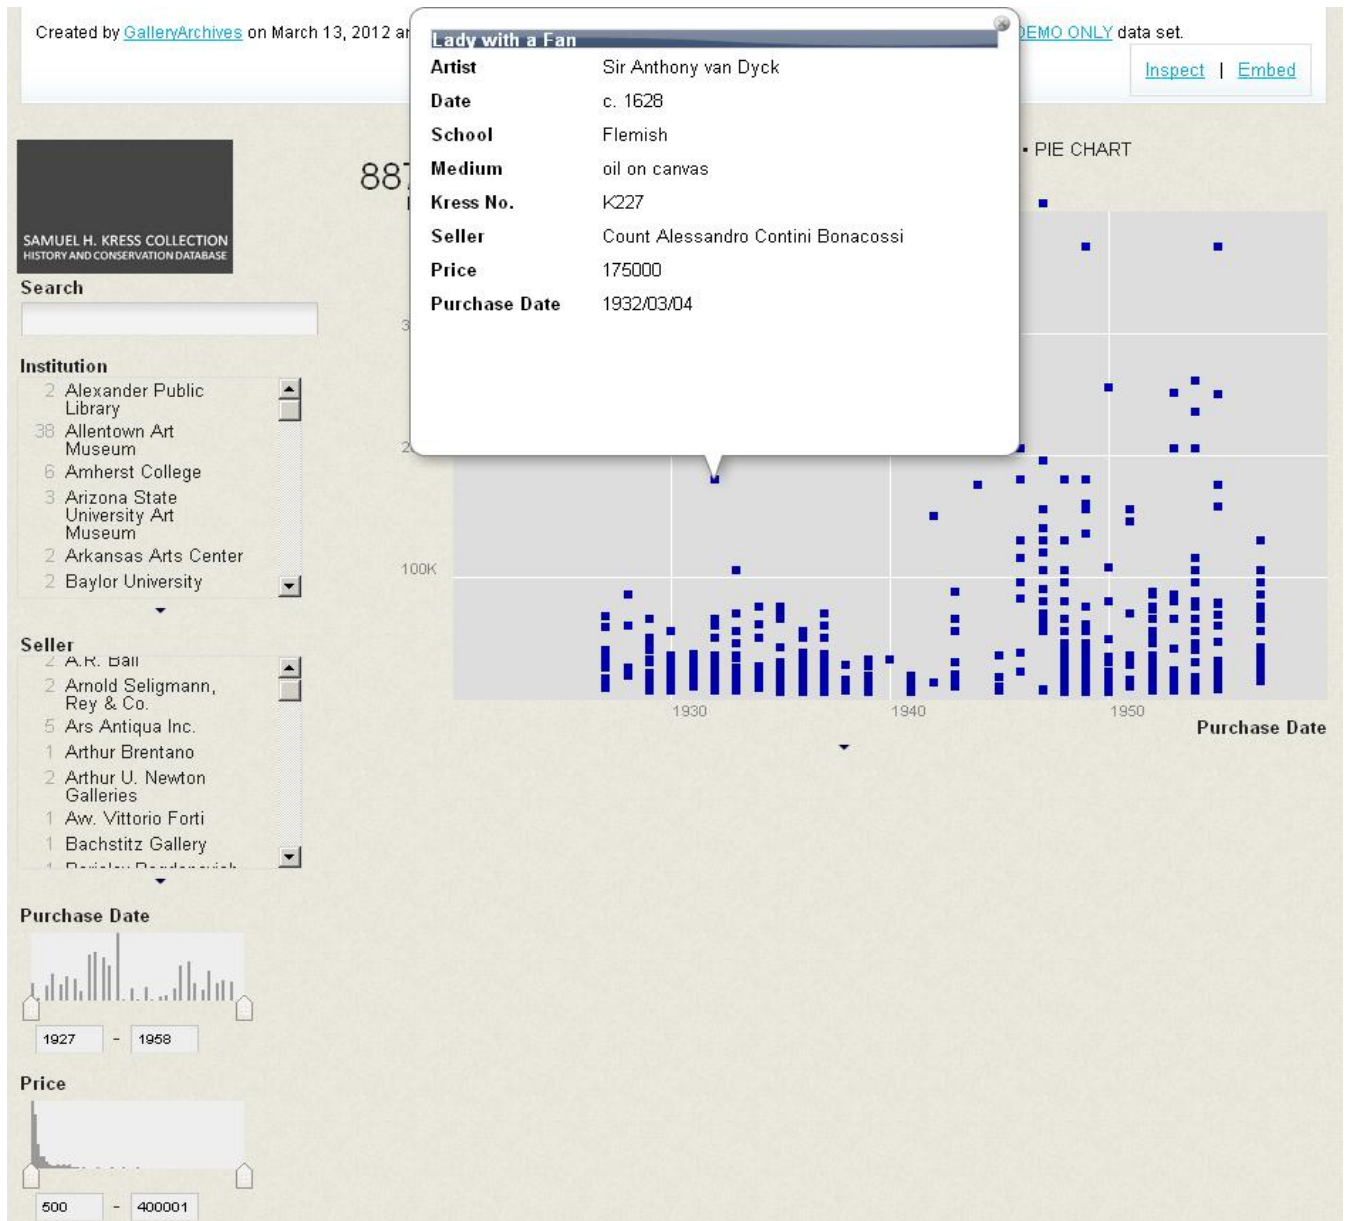 Created by GalleryArchives on March 13, 2012
DEMO ONLY data set.
Inspect | Embed
Lady with a Fan
Artist Sir Anthony van Dyck
Date c. 1628
School Flemish
Medium oil on canvas
Kress No. K227
Seller Count Alessandro Contini Bonacossi
Price 175000
Purchase Date 1932/03/04
• PIE CHART
SAMUEL H. KRESS COLLECTION
HISTORY AND CONSERVATION DATABASE
Search
Institution
2 Alexander Public
Library
38 Allentown Art
Museum
6 Amherst College
3 Arizona State
University Art
Museum
2 Arkansas Arts Center
2 Baylor University
Seller
2 A.R. Ball
2 Arnold Seligmann,
Rey & Co.
5 Ars Antiqua Inc.
1 Arthur Brentano
2 Arthur U. Newton
Galleries
1 Avv. Vittorio Forti
1 Bachstitz Gallery
100K
1930 1940 1950
Purchase Date
Purchase Date
1927 - 1958
Price
500 - 400001